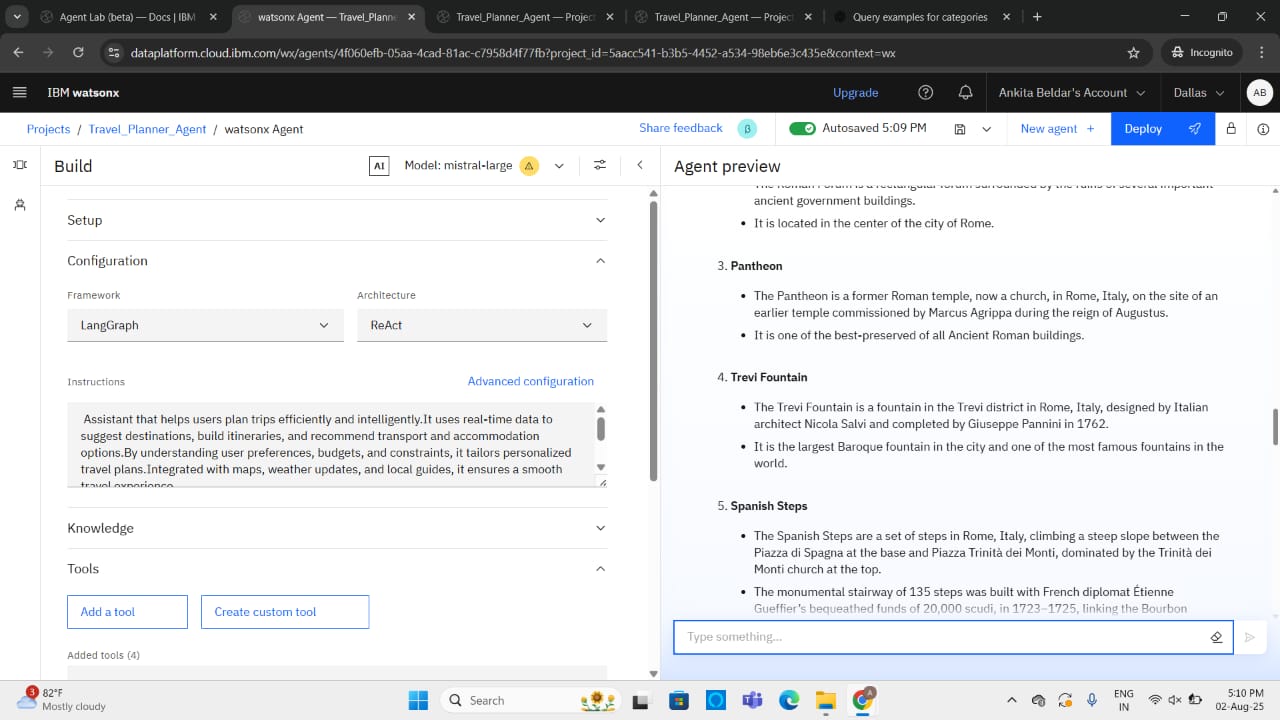 Agent Lab (beta) — Docs | IBM
watsonx Agent — Travel_Planne
Travel_Planner_Agent — Project
Travel_Planner_Agent — Project
Query examples for categories
dataplatform.cloud.ibm.com/wx/agents/4f060efb-05aa-4cad-81ac-c7958d4f77fb?project_id=5aacc541-b3b5-4452-a534-98eb6e3c435e&context=wx
Incognito
IBM watsonx
Upgrade
Ankita Beldar's Account
Dallas
AB
Projects / Travel_Planner_Agent / watsonx Agent
Share feedback
β
Autosaved 5:09 PM
New agent +
Deploy
Build
AI
Model: mistral-large
Setup
Configuration
Framework
Architecture
LangGraph
ReAct
Instructions
Advanced configuration
Assistant that helps users plan trips efficiently and intelligently.It uses real-time data to
suggest destinations, build itineraries, and recommend transport and accommodation
options.By understanding user preferences, budgets, and constraints, it tailors personalized
travel plans.Integrated with maps, weather updates, and local guides, it ensures a smooth
travel experience
Knowledge
Tools
Add a tool
Create custom tool
Added tools (4)
Agent preview
The Roman Forum is a rectangular forum surrounded by the ruins of several important
ancient government buildings.
• It is located in the center of the city of Rome.
3. Pantheon
• The Pantheon is a former Roman temple, now a church, in Rome, Italy, on the site of an
earlier temple commissioned by Marcus Agrippa during the reign of Augustus.
• It is one of the best-preserved of all Ancient Roman buildings.
4. Trevi Fountain
• The Trevi Fountain is a fountain in the Trevi district in Rome, Italy, designed by Italian
architect Nicola Salvi and completed by Giuseppe Pannini in 1762.
• It is the largest Baroque fountain in the city and one of the most famous fountains in the
world.
5. Spanish Steps
• The Spanish Steps are a set of steps in Rome, Italy, climbing a steep slope between the
Piazza di Spagna at the base and Piazza Trinità dei Monti, dominated by the Trinità dei
Monti church at the top.
• The monumental stairway of 135 steps was built with French diplomat Étienne
Gueffier's bequeathed funds of 20,000 scudi, in 1723–1725, linking the Bourbon
Type something...
3
82°F
Mostly cloudy
Search
A
ENG
IN
5:10 PM
02-Aug-25